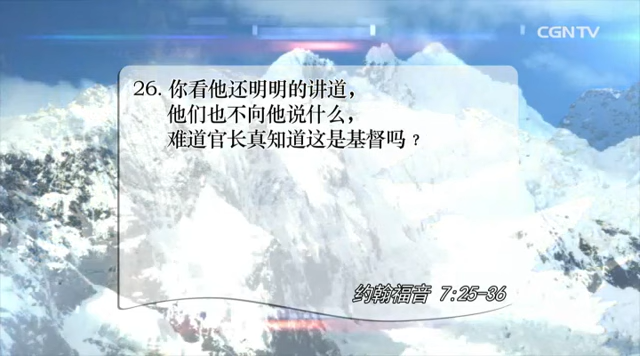 CGNTV
26. 你看他还明明的讲道，
他们也不向他说什么，
难道官长真知道这是基督吗？
约翰福音 7:25-36